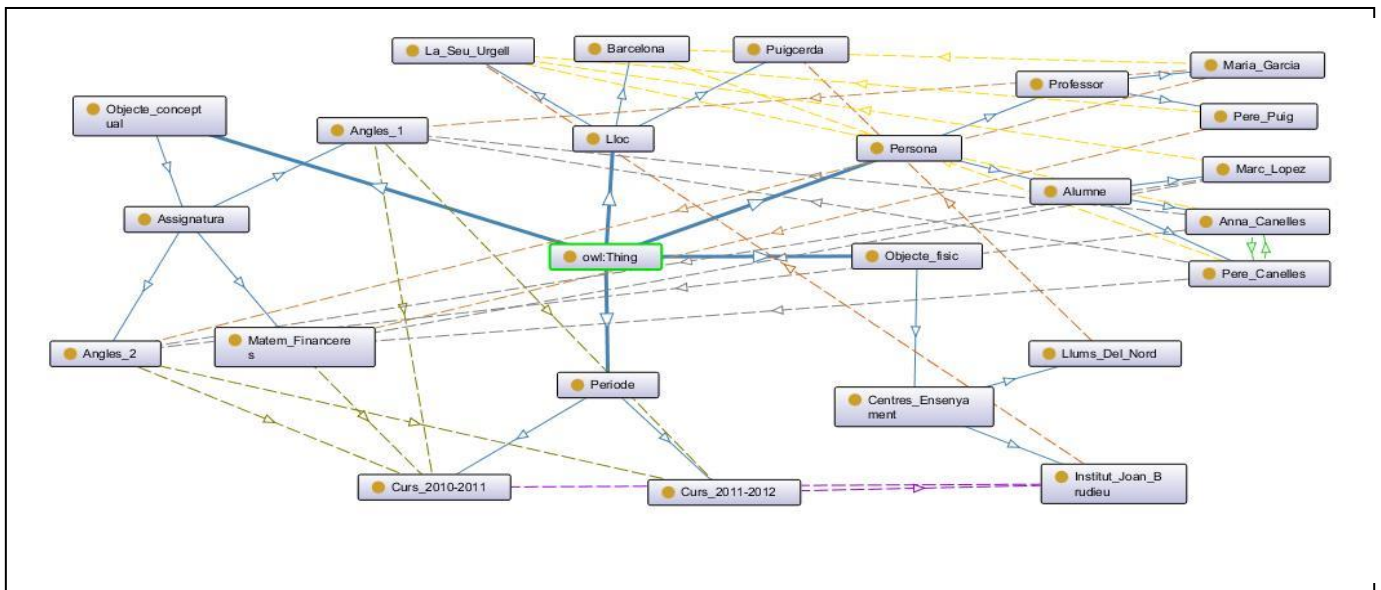 La_Seu_Urgell
Barcelona
Puigcerda
Maria_Garcia
Professor
Objecte_concept
ual
Angles_1
Lloc
Persona
Pere_Puig
Marc_Lopez
Alumne
Assignatura
Anna_Canelles
owl:Thing
Objecte_fisic
Pere_Canelles
Angles_2
Matem_Financere
s
Llums_Del_Nord
Periode
Centres_Ensenya
ment
Curs_2010-2011
Curs_2011-2012
Institut_Joan_B
rudieu